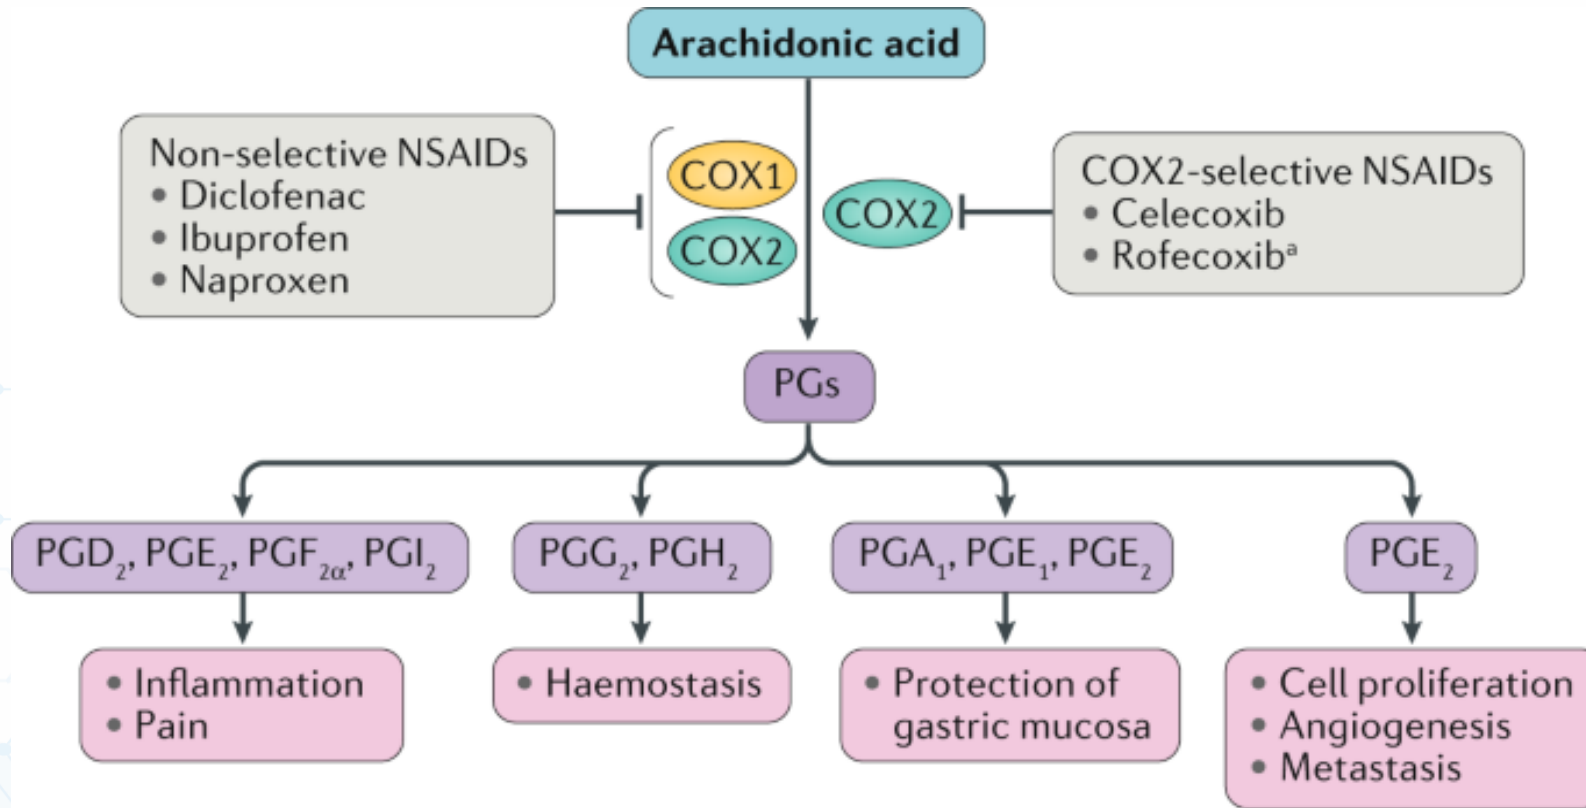 Arachidonic acid
Non-selective NSAIDs
• Diclofenac
• Ibuprofen
• Naproxen
COX1
COX2
COX2
COX2-selective NSAIDs
• Celecoxib
• Rofecoxibᵃ
PGs
PGD₂, PGE₂, PGF₂α, PGI₂
PGG₂, PGH₂
PGA₁, PGE₁, PGE₂
PGE₂
• Inflammation
• Pain
• Haemostasis
• Protection of
gastric mucosa
• Cell proliferation
• Angiogenesis
• Metastasis